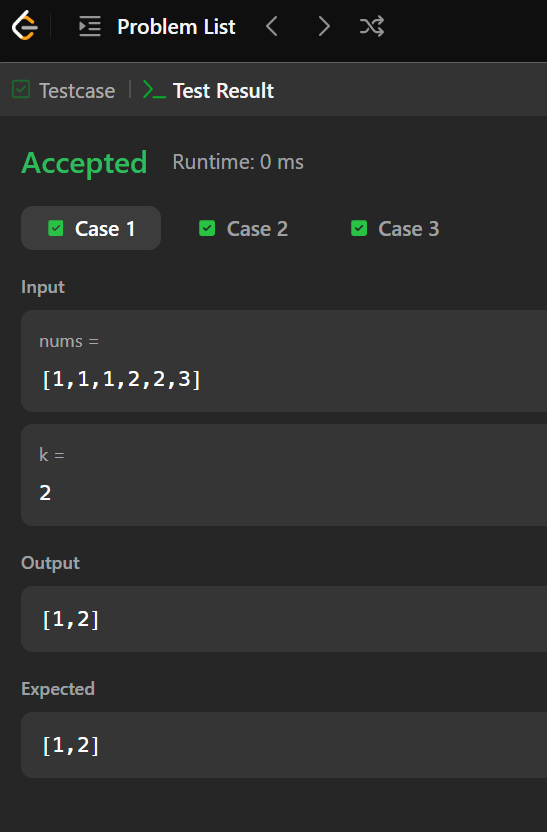 Problem List
Testcase | Test Result
Accepted Runtime: 0 ms
Case 1 Case 2 Case 3
Input
nums =
[1,1,1,2,2,3]
k =
2
Output
[1,2]
Expected
[1,2]